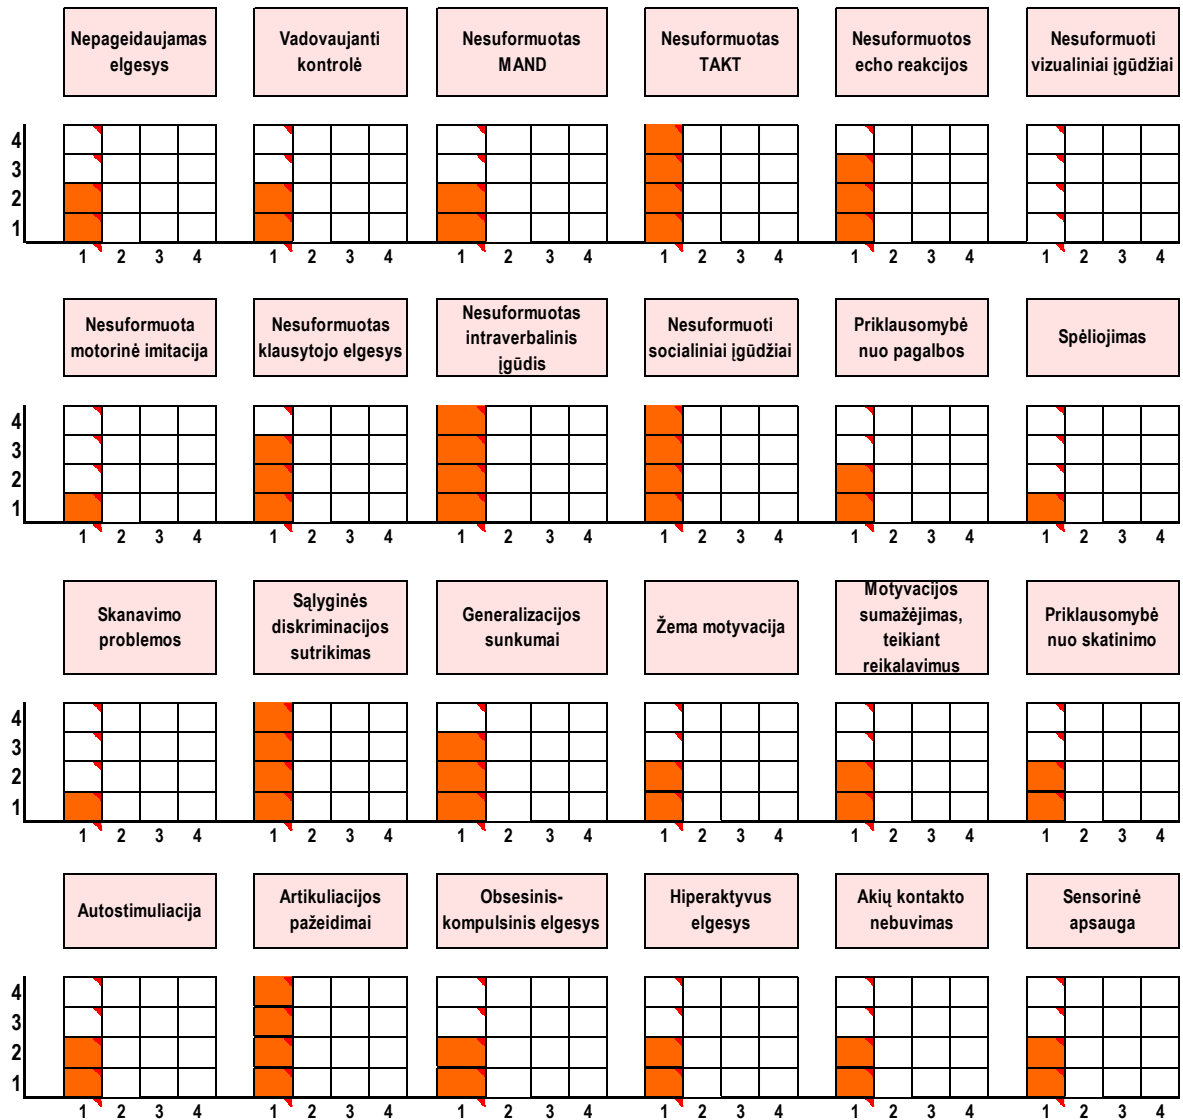 Nepageidaujamas
elgesys
Vadovaujanti
kontrolė
Nesuformuotas
MAND
Nesuformuotas
TAKT
Nesuformuotos
echo reakcijos
Nesuformuoti
vizualiniai įgūdžiai
4
3
2
1
1 2 3 4
1 2 3 4
1 2 3 4
1 2 3 4
1 2 3 4
1 2 3 4
Nesuformuota
motorinė imitacija
Nesuformuotas
klausytojo elgesys
Nesuformuotas
intraverbalinis
įgūdis
Nesuformuoti
socialiniai įgūdžiai
Priklausomybė
nuo pagalbos
Spėliojimas
4
3
2
1
1 2 3 4
1 2 3 4
1 2 3 4
1 2 3 4
1 2 3 4
1 2 3 4
Skanavimo
problemos
Sąlyginės
diskriminacijos
sutrikimas
Generalizacijos
sunkumai
Žema motyvacija
Motyvacijos
sumažėjimas,
teikiant
reikalavimus
Priklausomybė
nuo skatinimo
4
3
2
1
1 2 3 4
1 2 3 4
1 2 3 4
1 2 3 4
1 2 3 4
1 2 3 4
Autostimuliacija
Artikuliacijos
pažeidimai
Obsesinis-
kompulsinis elgesys
Hiperaktyvus
elgesys
Akių kontakto
nebuvimas
Sensorinė
apsauga
4
3
2
1
1 2 3 4
1 2 3 4
1 2 3 4
1 2 3 4
1 2 3 4
1 2 3 4